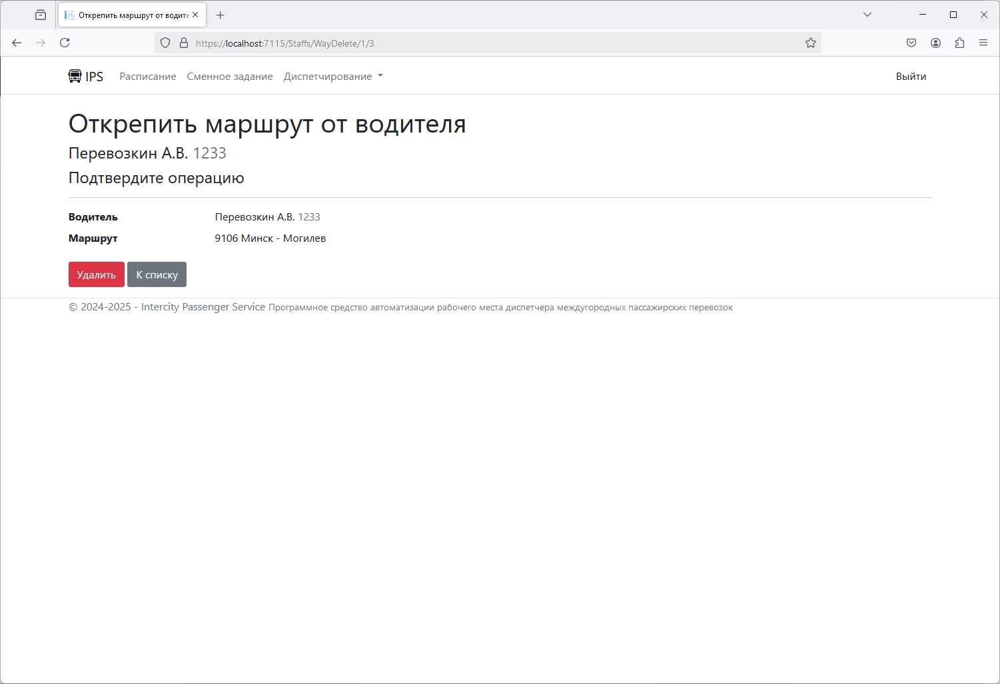 Открепить маршрут от водите
https://localhost:7115/Staffs/WayDelete/1/3
IPS Расписание Сменное задание Диспетчирование Выйти
Открепить маршрут от водителя
Перевозкин А.В. 1233
Подтвердите операцию
Водитель Перевозкин А.В. 1233
Маршрут 9106 Минск - Могилев
Удалить К списку
© 2024-2025 - Intercity Passenger Service Программное средство автоматизации рабочего места диспетчера междугородных пассажирских перевозок